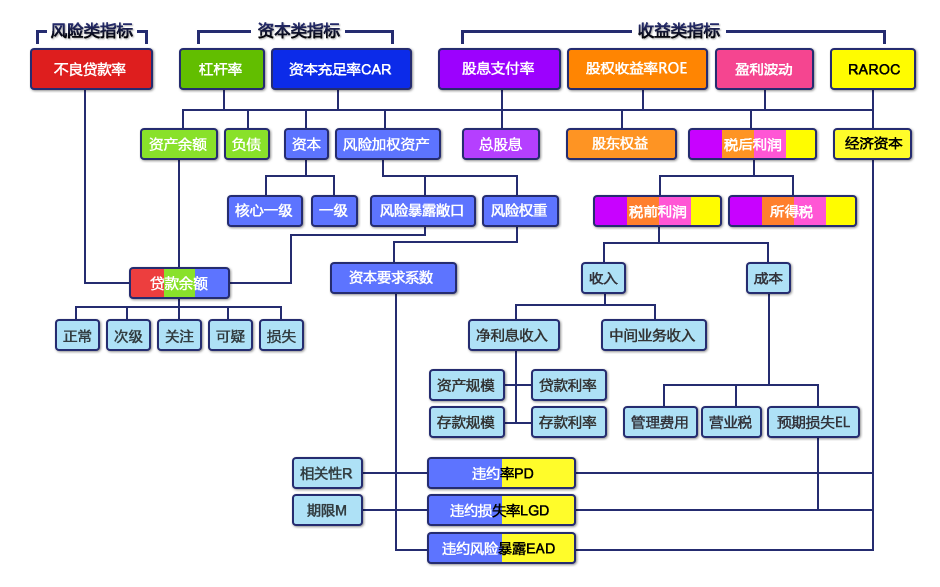 风险类指标
资本类指标
收益类指标
不良贷款率
杠杆率
资本充足率CAR
股息支付率
股权收益率ROE
盈利波动
RAROC
资产余额
负债
资本
风险加权资产
总股息
股东权益
税后利润
经济资本
核心一级
一级
风险暴露敞口
风险权重
税前利润
所得税
贷款余额
资本要求系数
收入
成本
正常
次级
关注
可疑
损失
净利息收入
中间业务收入
资产规模
贷款利率
存款规模
存款利率
管理费用
营业税
预期损失EL
相关性R
违约率PD
期限M
违约损失率LGD
违约风险暴露EAD